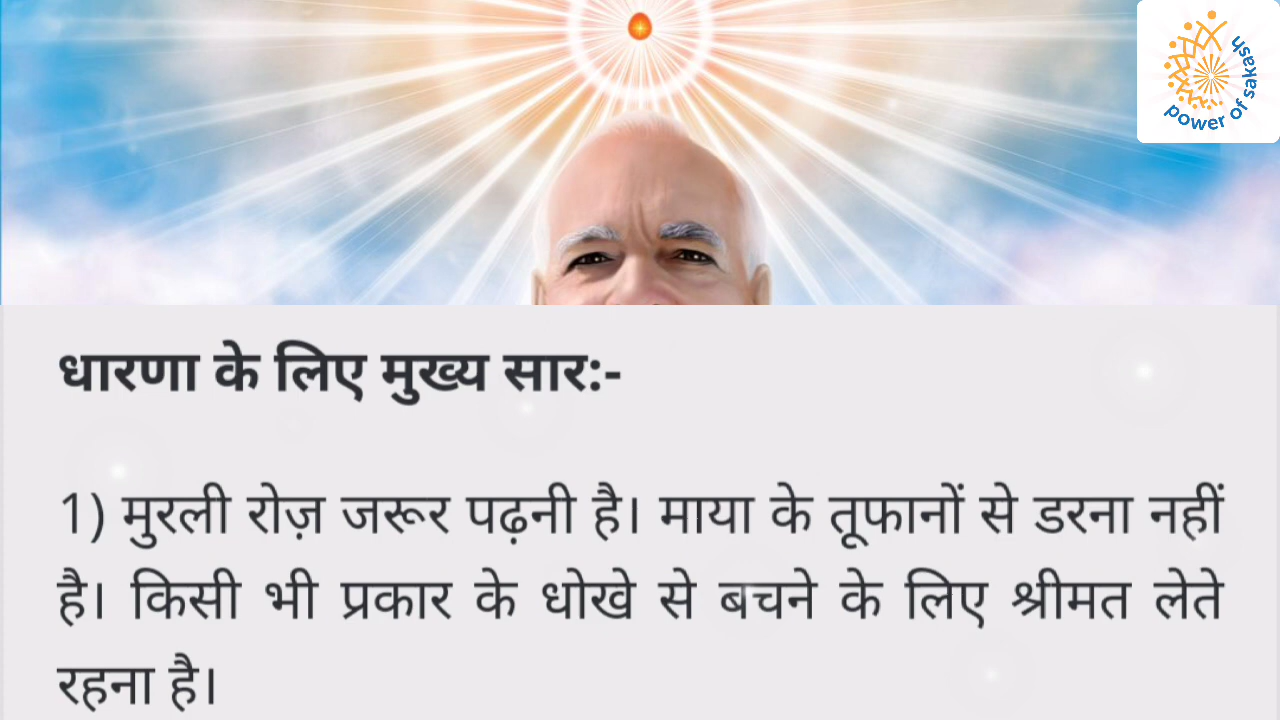 power of sakash
धारणा के लिए मुख्य सार:-
1) मुरली रोज़ जरूर पढ़नी है। माया के तूफानों से डरना नहीं
है। किसी भी प्रकार के धोखे से बचने के लिए श्रीमत लेते
रहना है।